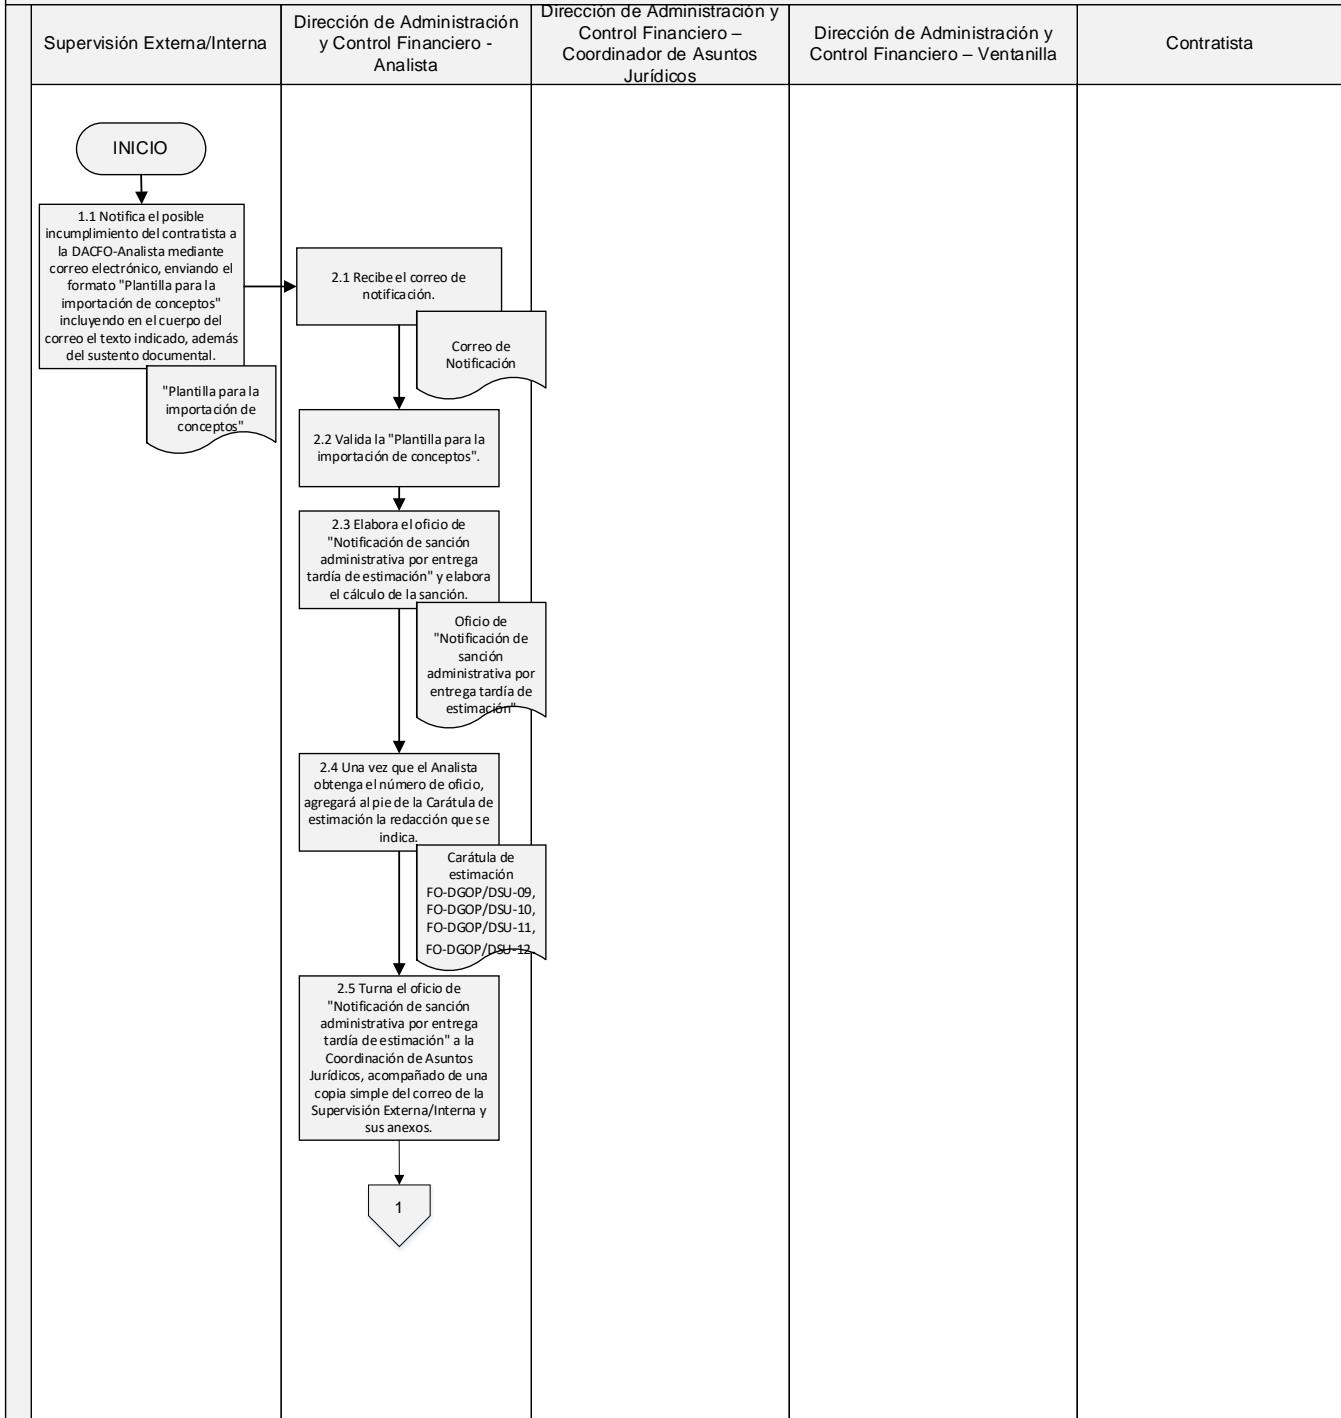 Supervisión Externa/Interna
Dirección de Administración
y Control Financiero -
Analista
Dirección de Administración y
Control Financiero –
Coordinador de Asuntos
Jurídicos
Dirección de Administración y
Control Financiero – Ventanilla
Contratista
INICIO
1.1 Notifica el posible
incumplimiento del contratista a
la DACFO-Analista mediante
correo electrónico, enviando el
formato "Plantilla para la
importación de conceptos"
incluyendo en el cuerpo del
correo el texto indicado, además
del sustento documental.
"Plantilla para la
importación de
conceptos"
2.1 Recibe el correo de
notificación.
Correo de
Notificación
2.2 Valida la "Plantilla para la
importación de conceptos".
2.3 Elabora el oficio de
"Notificación de sanción
administrativa por entrega
tardía de estimación" y elabora
el cálculo de la sanción.
Oficio de
"Notificación de
sanción
administrativa por
entrega tardía de
estimación"
2.4 Una vez que el Analista
obtenga el número de oficio,
agregará al pie de la Carátula de
estimación la redacción que se
indica.
Carátula de
estimación
FO-DGOP/DSU-09,
FO-DGOP/DSU-10,
FO-DGOP/DSU-11,
FO-DGOP/DSU-12.
2.5 Turna el oficio de
"Notificación de sanción
administrativa por entrega
tardía de estimación" a la
Coordinación de Asuntos
Jurídicos, acompañado de una
copia simple del correo de la
Supervisión Externa/Interna y
sus anexos.
1